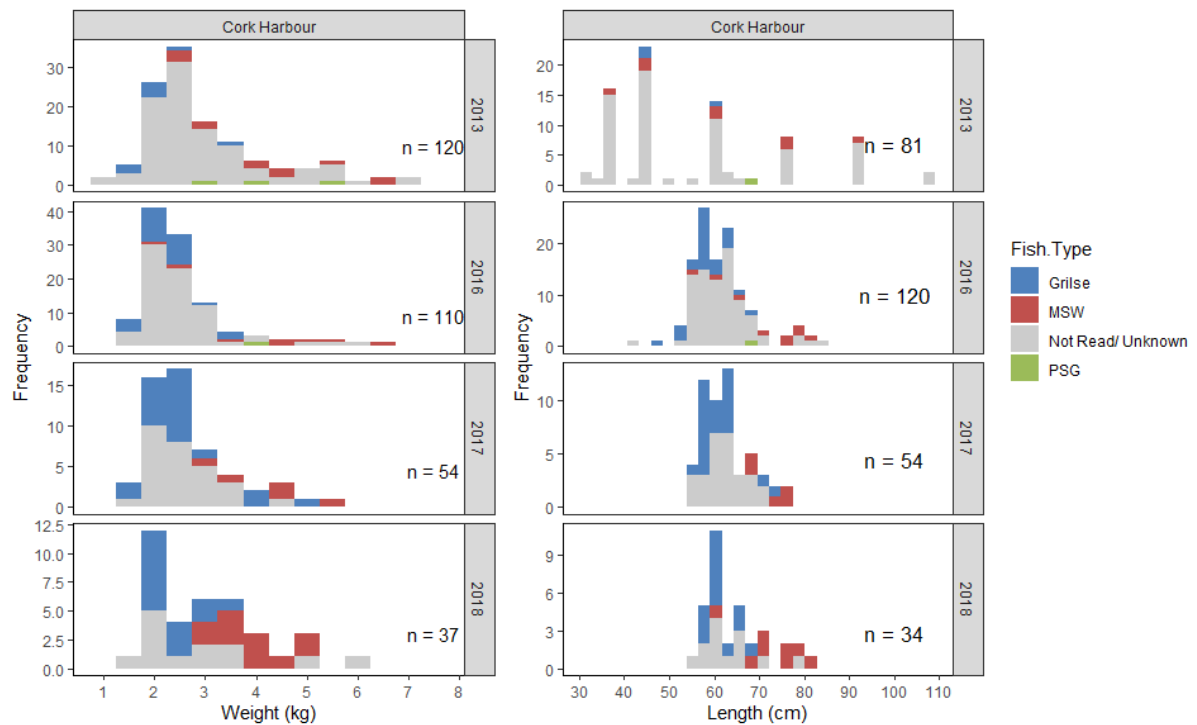 Cork Harbour
Cork Harbour
Frequency
30
20
10
0
n = 120
2013
20
15
10
5
0
n = 81
2013
40
30
20
10
0
n = 110
2016
20
10
0
n = 120
2016
15
10
5
0
n = 54
2017
10
5
0
n = 54
2017
12.5
10.0
7.5
5.0
2.5
0.0
n = 37
2018
Frequency
9
6
3
0
n = 34
2018
1 2 3 4 5 6 7 8
Weight (kg)
30 40 50 60 70 80 90 100 110
Length (cm)
Fish.Type
Grilse
MSW
Not Read/ Unknown
PSG